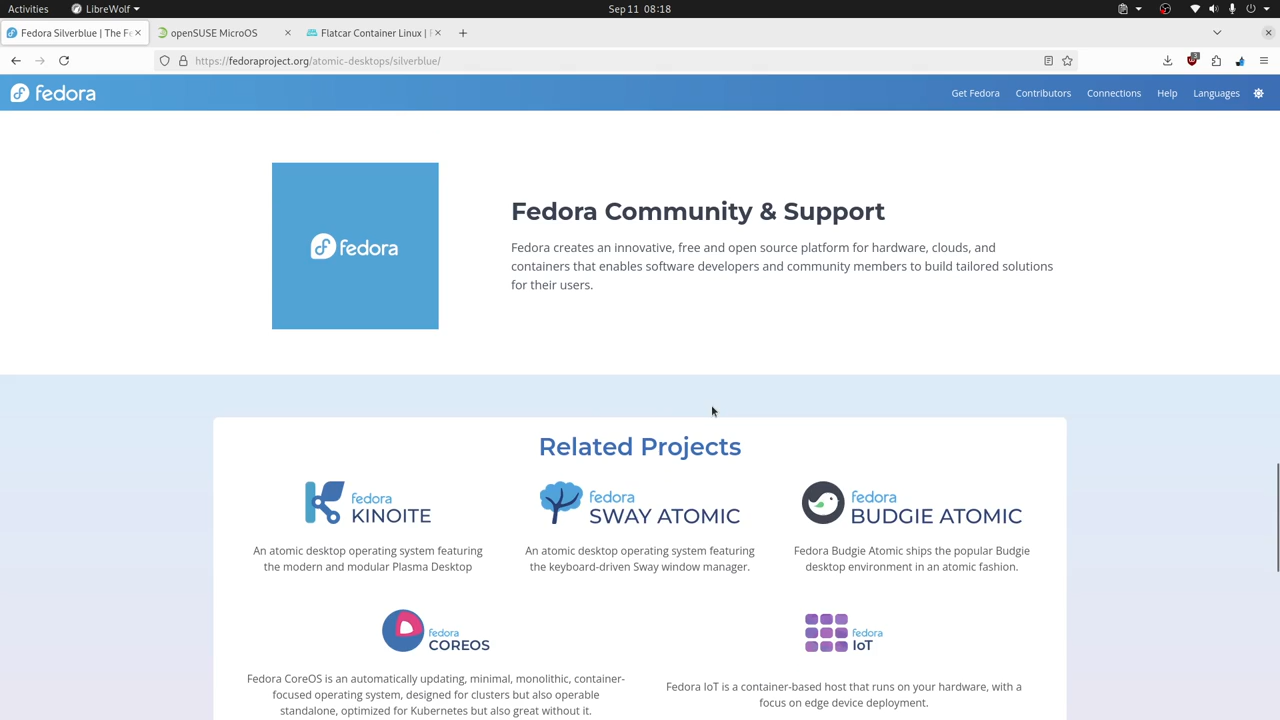 Activities
LibreWolf
Sep 11 08:18
Fedora Silverblue | The Fe
openSUSE MicroOS
Flatcar Container Linux |
https://fedoraproject.org/atomic-desktops/silverblue/
3
fedora
Get Fedora
Contributors
Connections
Help
Languages
fedora
Fedora Community & Support
Fedora creates an innovative, free and open source platform for hardware, clouds, and
containers that enables software developers and community members to build tailored solutions
for their users.
Related Projects
fedora
KINOITE
An atomic desktop operating system featuring
the modern and modular Plasma Desktop
fedora
SWAY ATOMIC
An atomic desktop operating system featuring
the keyboard-driven Sway window manager.
fedora
BUDGIE ATOMIC
Fedora Budgie Atomic ships the popular Budgie
desktop environment in an atomic fashion.
fedora
COREOS
Fedora CoreOS is an automatically updating, minimal, monolithic, container-
focused operating system, designed for clusters but also operable
standalone, optimized for Kubernetes but also great without it.
fedora
IoT
Fedora IoT is a container-based host that runs on your hardware, with a
focus on edge device deployment.